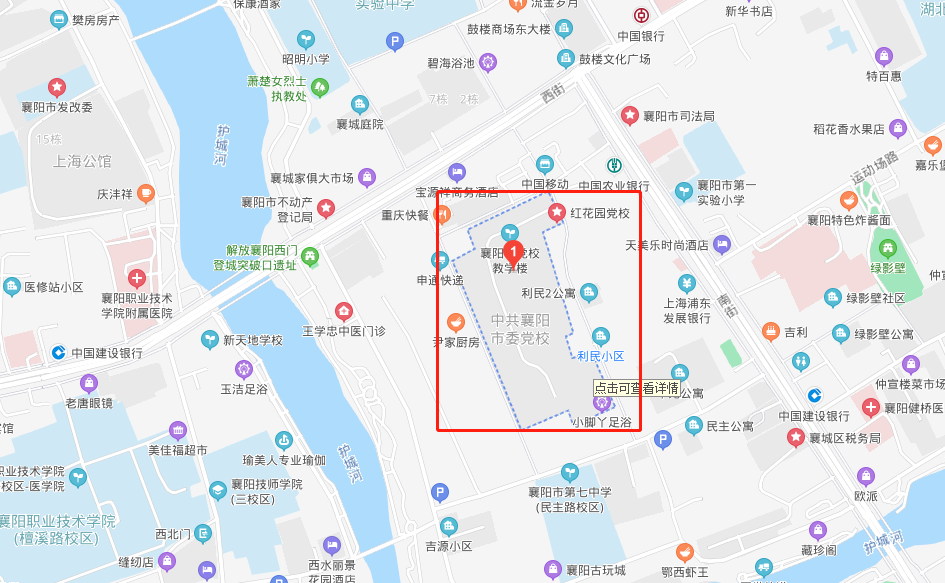 保康酒家
实验中学
流金岁月
新华书店
湖北
樊房房产
鼓楼商场东大楼
中国银行
昭明小学
P
碧海浴池
鼓楼文化广场
特百惠
萧楚女烈士
执教处
7栋
2栋
西街
襄阳市发改委
襄城庭院
襄阳市司法局
稻花香水果店
15栋
上海公馆
护城河
嘉乐堡
运动场路
庆沣祥
襄城家俱大市场
宝源祥商务酒店
中国移动
中国农业银行
襄阳市第一
实验小学
襄阳市不动产
登记局
重庆快餐
红花园党校
襄阳特色炸酱面
解放襄阳西门
登城突破口遗址
1
教学楼
天美乐时尚酒店
绿影壁
医修站小区
襄阳职业技术
学院附属医院
申通快递
利民2公寓
上海浦东
发展银行
南街
绿影壁社区
王学忠中医门诊
尹家厨房
中共襄阳
市委党校
吉利
绿影壁公寓
新天地学校
中国建设银行
利民小区
玉洁足浴
点击可查看详情
仲宣楼菜市场
老唐眼镜
小脚丫足浴
民主公寓
中国建设银行
襄阳健桥医
美佳福超市
瑜美人专业瑜伽
护城河
P
襄城区税务局
职业技术学院
校区-医学院
襄阳技师学院
(三校区)
P
襄阳市第七中学
(民主路校区)
欧派
襄阳职业技术学院
(檀溪路校区)
西北门
吉源小区
藏珍阁
护城河
缝纫店
西水丽景
花园酒店
襄阳古玩城
鄂西虾王